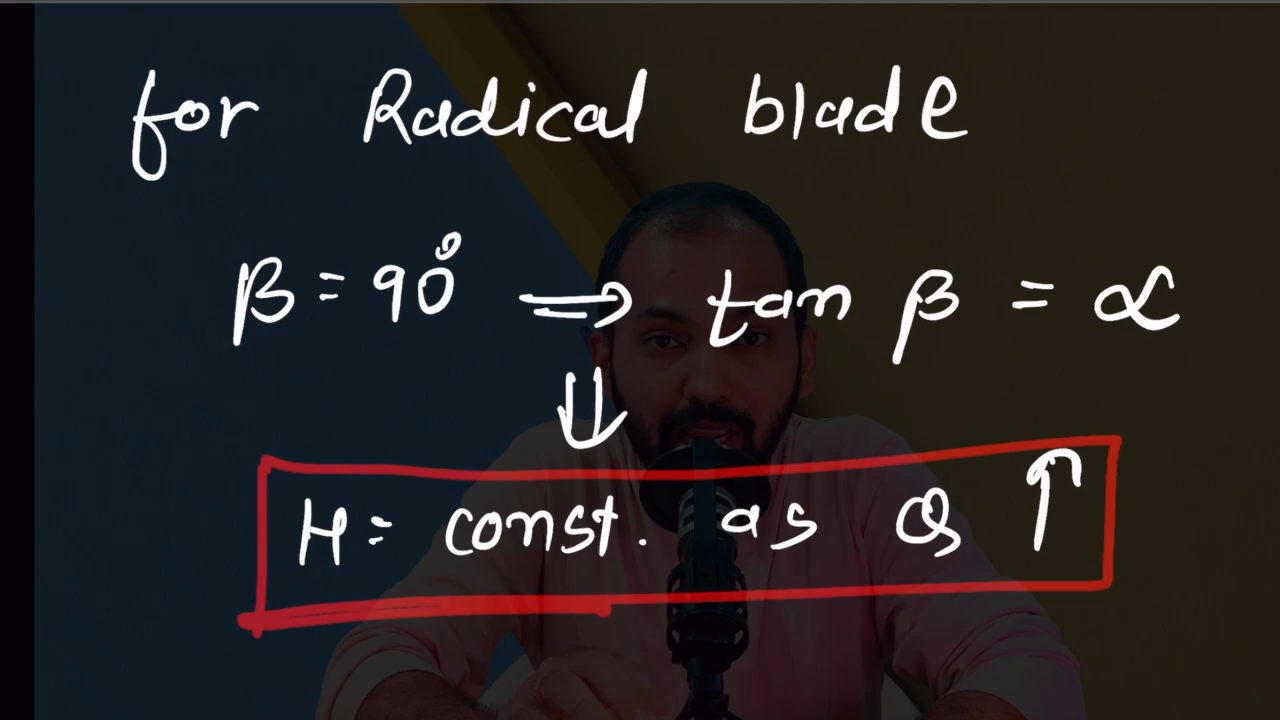 for Radical blade
β = 90° ⇒ tan β = α
⇓
H = const. as Q ↑